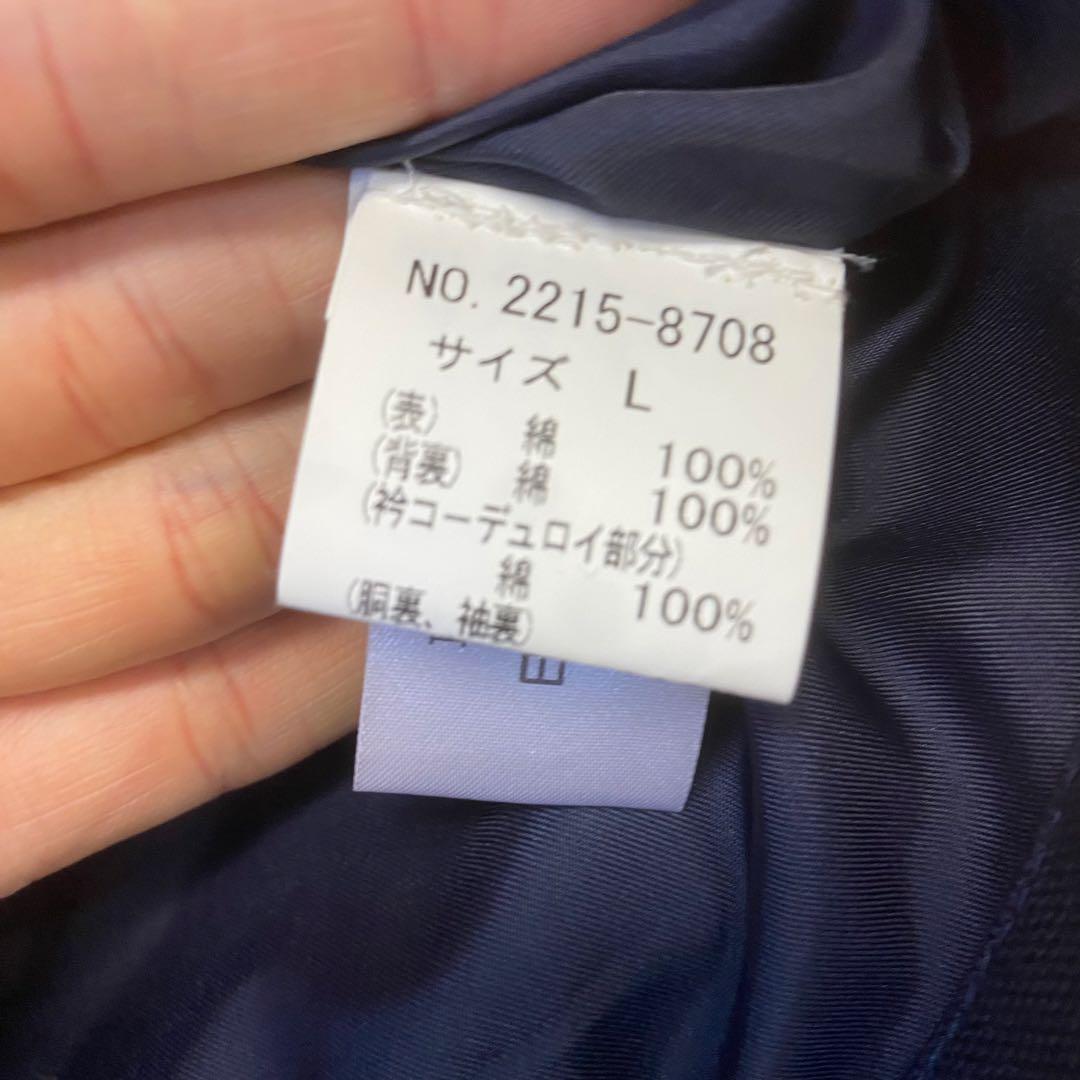 NO. 2215-8708
サイズ L
(表) 綿 100%
(背裏) 綿 100%
(衿コーデュロイ部分)
綿 100%
(胴裏、袖裏)